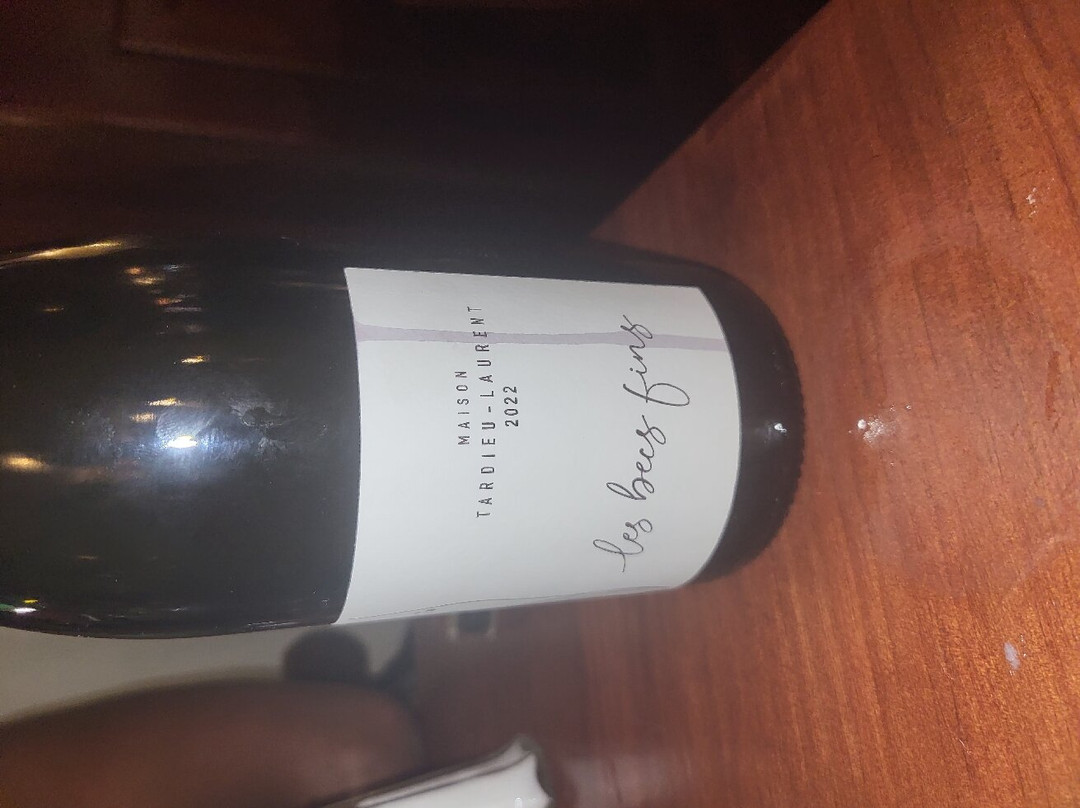 MAISON
TARDIEU-LAURENT
2022
les becs fins